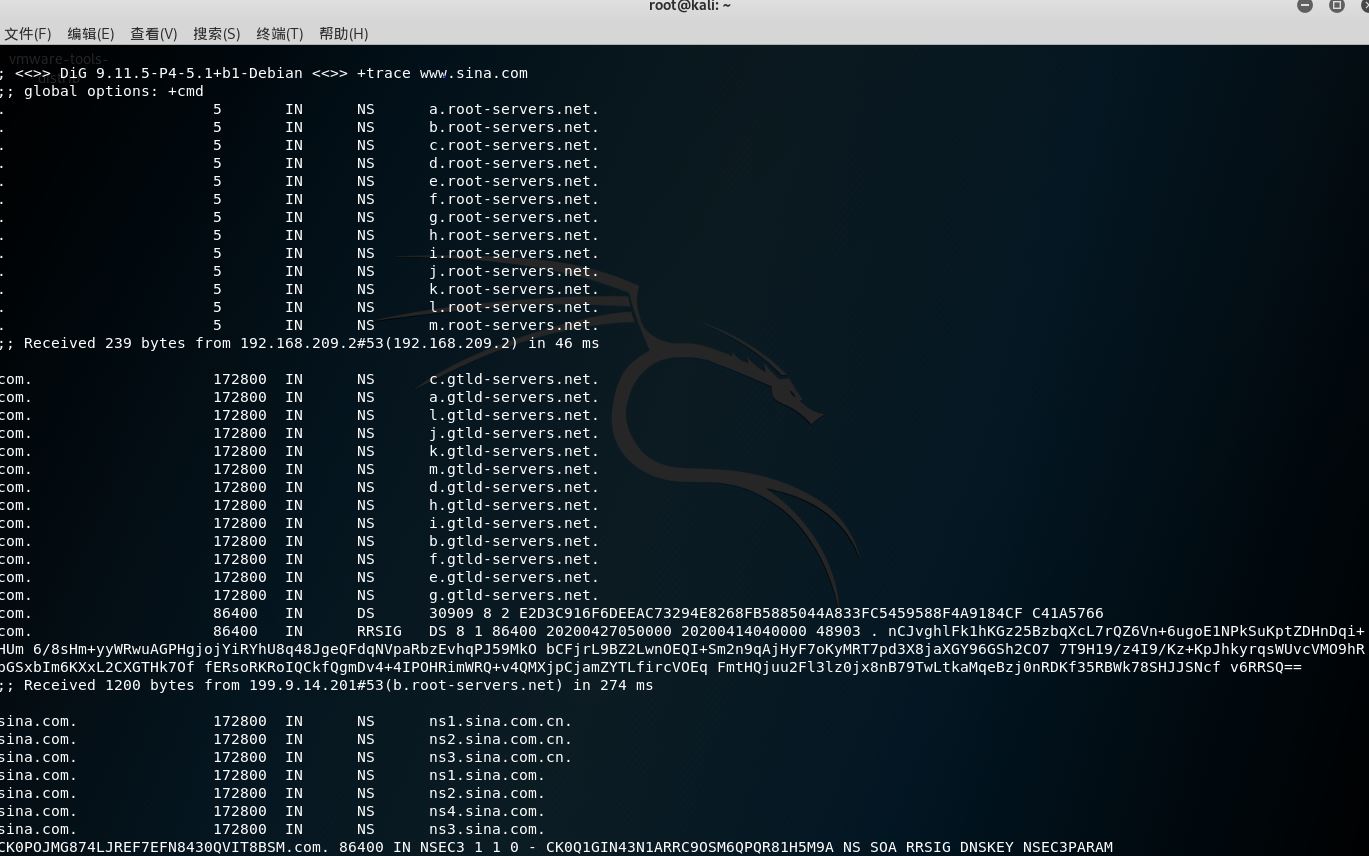 root@kali: ~
文件(F) 编辑(E) 查看(V) 搜索(S) 终端(T) 帮助(H)
vmware-tools-
; <<>> DiG 9.11.5-P4-5.1+b1-Debian <<>> +trace www.sina.com
;; global options: +cmd
. 5 IN NS a.root-servers.net.
. 5 IN NS b.root-servers.net.
. 5 IN NS c.root-servers.net.
. 5 IN NS d.root-servers.net.
. 5 IN NS e.root-servers.net.
. 5 IN NS f.root-servers.net.
. 5 IN NS g.root-servers.net.
. 5 IN NS h.root-servers.net.
. 5 IN NS i.root-servers.net.
. 5 IN NS j.root-servers.net.
. 5 IN NS k.root-servers.net.
. 5 IN NS l.root-servers.net.
. 5 IN NS m.root-servers.net.
;; Received 239 bytes from 192.168.209.2#53(192.168.209.2) in 46 ms
com. 172800 IN NS c.gtld-servers.net.
com. 172800 IN NS a.gtld-servers.net.
com. 172800 IN NS l.gtld-servers.net.
com. 172800 IN NS j.gtld-servers.net.
com. 172800 IN NS k.gtld-servers.net.
com. 172800 IN NS m.gtld-servers.net.
com. 172800 IN NS d.gtld-servers.net.
com. 172800 IN NS h.gtld-servers.net.
com. 172800 IN NS i.gtld-servers.net.
com. 172800 IN NS b.gtld-servers.net.
com. 172800 IN NS f.gtld-servers.net.
com. 172800 IN NS e.gtld-servers.net.
com. 172800 IN NS g.gtld-servers.net.
com. 86400 IN DS 30909 8 2 E2D3C916F6DEEAC73294E8268FB5885044A833FC5459588F4A9184CF C41A5766
com. 86400 IN RRSIG DS 8 1 86400 20200427050000 20200414040000 48903 . nCJvghlFk1hKGz25BzbqXcL7rQZ6Vn+6ugoE1NPkSuKptZDHnDqi+
HUm 6/8sHm+yyWRwuAGPHgjojYiRYhU8q48JgeQFdqNVpaRbzEvhqPJ59MkO bCFjrL9BZ2LwnOEQI+Sm2n9qAjHyF7oKyMRT7pd3X8jaXGY96GSh2CO7 7T9H19/z4I9/Kz+KpJhkyrqsWUvcVMO9hR
pGSxbIm6KXxL2CXGTHk7Of fERsoRKRoIQCkfQgmDv4+4IPOHRimWRQ+v4QMXjpCjamZYTLfircVOEq FmtHQjuu2Fl3lz0jx8nB79TwLtkaMqeBzj0nRDKf35RBWk78SHJJSNcf v6RRSQ==
;; Received 1200 bytes from 199.9.14.201#53(b.root-servers.net) in 274 ms
sina.com. 172800 IN NS ns1.sina.com.cn.
sina.com. 172800 IN NS ns2.sina.com.cn.
sina.com. 172800 IN NS ns3.sina.com.cn.
sina.com. 172800 IN NS ns1.sina.com.
sina.com. 172800 IN NS ns2.sina.com.
sina.com. 172800 IN NS ns4.sina.com.
sina.com. 172800 IN NS ns3.sina.com.
CK0POJMG874LJREF7EFN8430QVIT8BSM.com. 86400 IN NSEC3 1 1 0 - CK0Q1GIN43N1ARRC9OSM6QPQR81H5M9A NS SOA RRSIG DNSKEY NSEC3PARAM